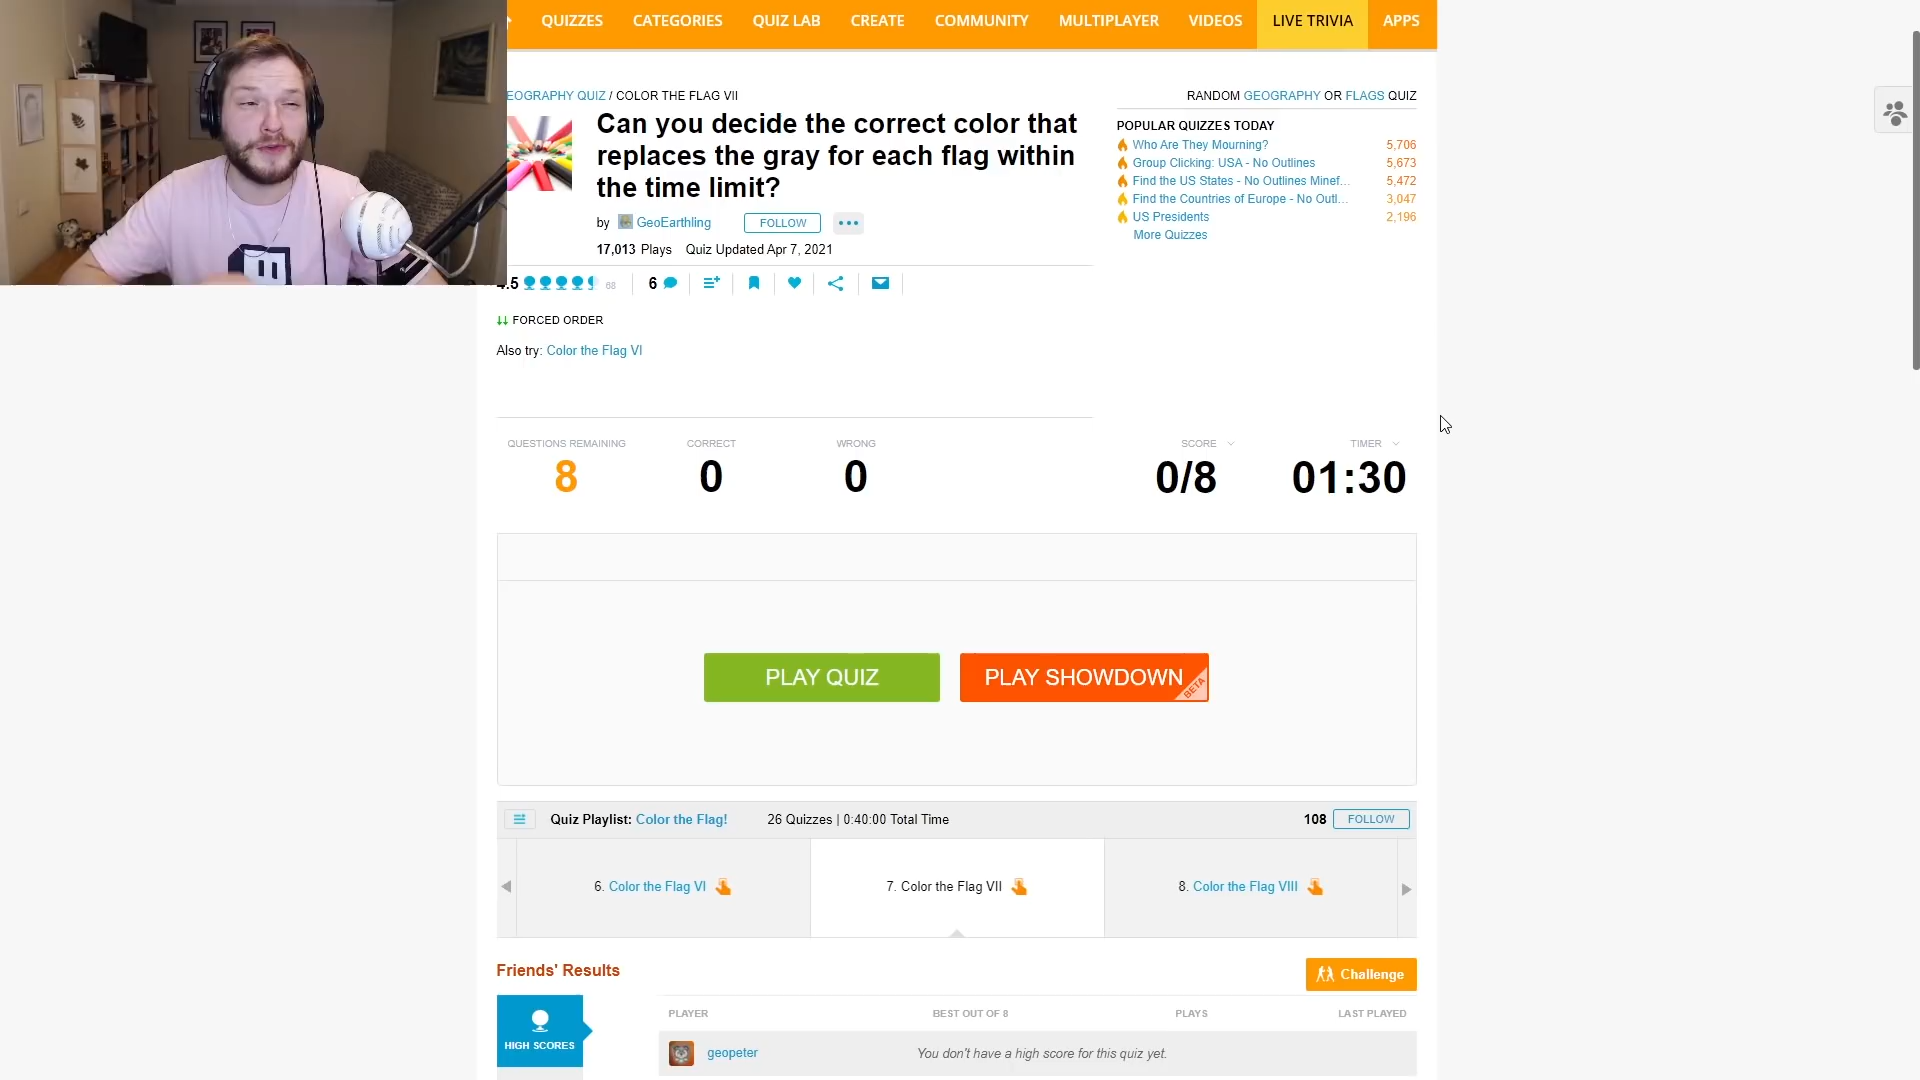 QUIZZES CATEGORIES QUIZ LAB CREATE COMMUNITY MULTIPLAYER VIDEOS LIVE TRIVIA APPS
EOGRAPHY QUIZ / COLOR THE FLAG VII
Can you decide the correct color that
replaces the gray for each flag within
the time limit?
by GeoEarthling FOLLOW
17,013 Plays Quiz Updated Apr 7, 2021
4.5 68 6
RANDOM GEOGRAPHY OR FLAGS QUIZ
POPULAR QUIZZES TODAY
Who Are They Mourning? 5,706
Group Clicking: USA - No Outlines 5,673
Find the US States - No Outlines Minef... 5,472
Find the Countries of Europe - No Outl... 3,047
US Presidents 2,196
More Quizzes
FORCED ORDER
Also try: Color the Flag VI
QUESTIONS REMAINING CORRECT WRONG SCORE TIMER
8 0 0 0/8 01:30
PLAY QUIZ PLAY SHOWDOWN BETA
Quiz Playlist: Color the Flag! 26 Quizzes | 0:40:00 Total Time 108 FOLLOW
6. Color the Flag VI 7. Color the Flag VII 8. Color the Flag VIII
Friends' Results Challenge
HIGH SCORES
PLAYER BEST OUT OF 8 PLAYS LAST PLAYED
geopeter You don't have a high score for this quiz yet.